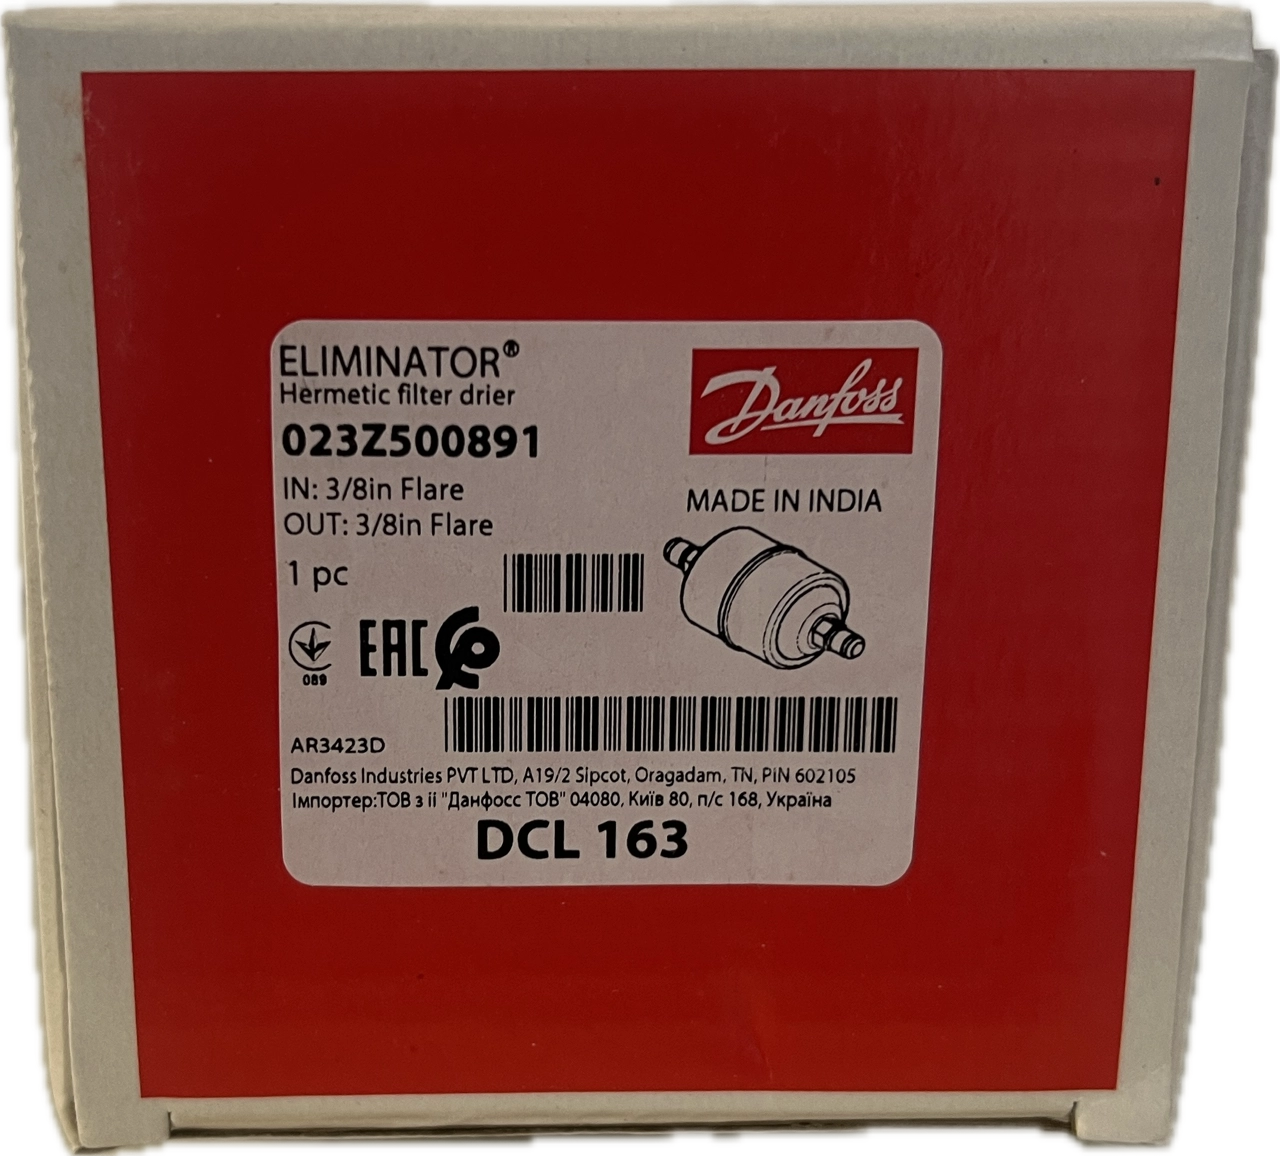 ELIMINATOR®
Hermetic filter drier
023Z500891
IN: 3/8in Flare
OUT: 3/8in Flare
1 pc
Danfoss
MADE IN INDIA
089
EAC
AR3423D
Danfoss Industries PVT LTD, A19/2 Sipcot, Oragadam, TN, PIN 602105
Імпортер:ТОВ з іі "Данфосс ТОВ" 04080, Київ 80, п/с 168, Україна
DCL 163